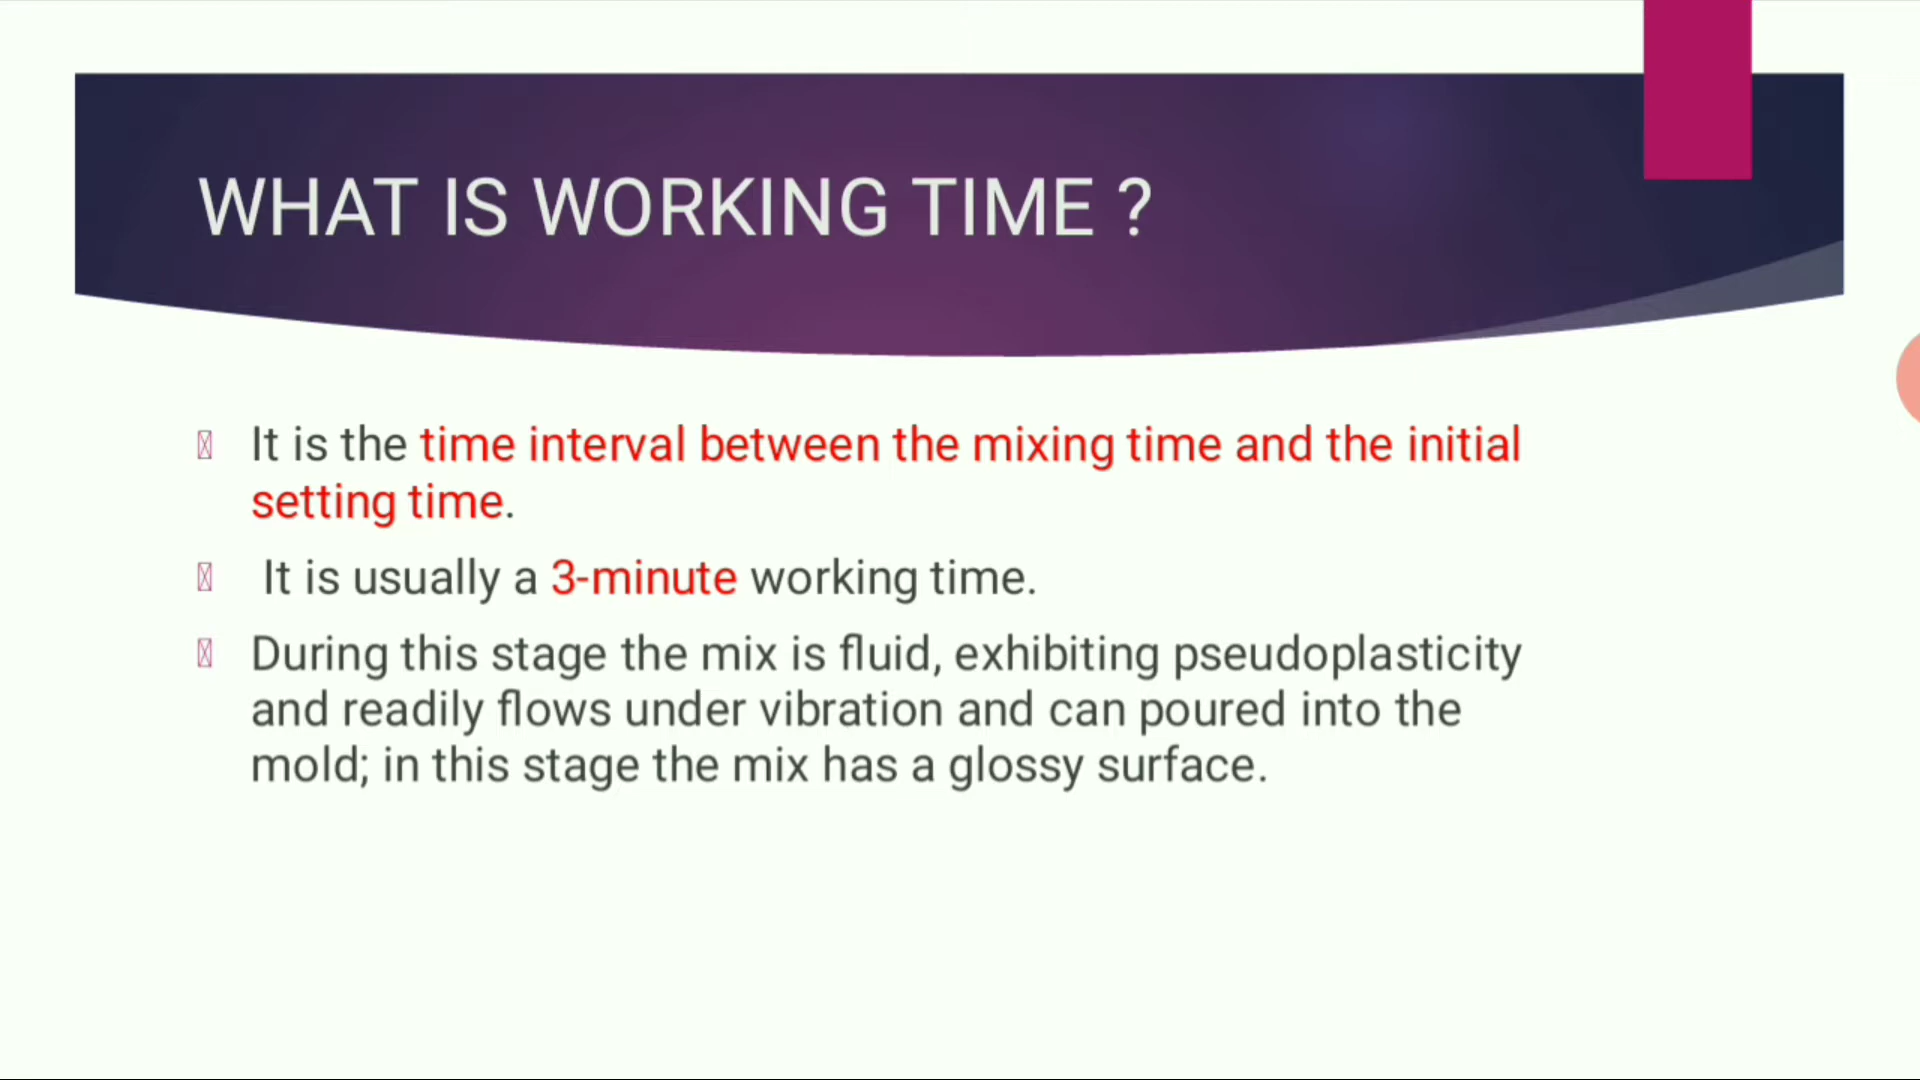 WHAT IS WORKING TIME ?
It is the time interval between the mixing time and the initial
setting time.
It is usually a 3-minute working time.
During this stage the mix is fluid, exhibiting pseudoplasticity
and readily flows under vibration and can poured into the
mold; in this stage the mix has a glossy surface.